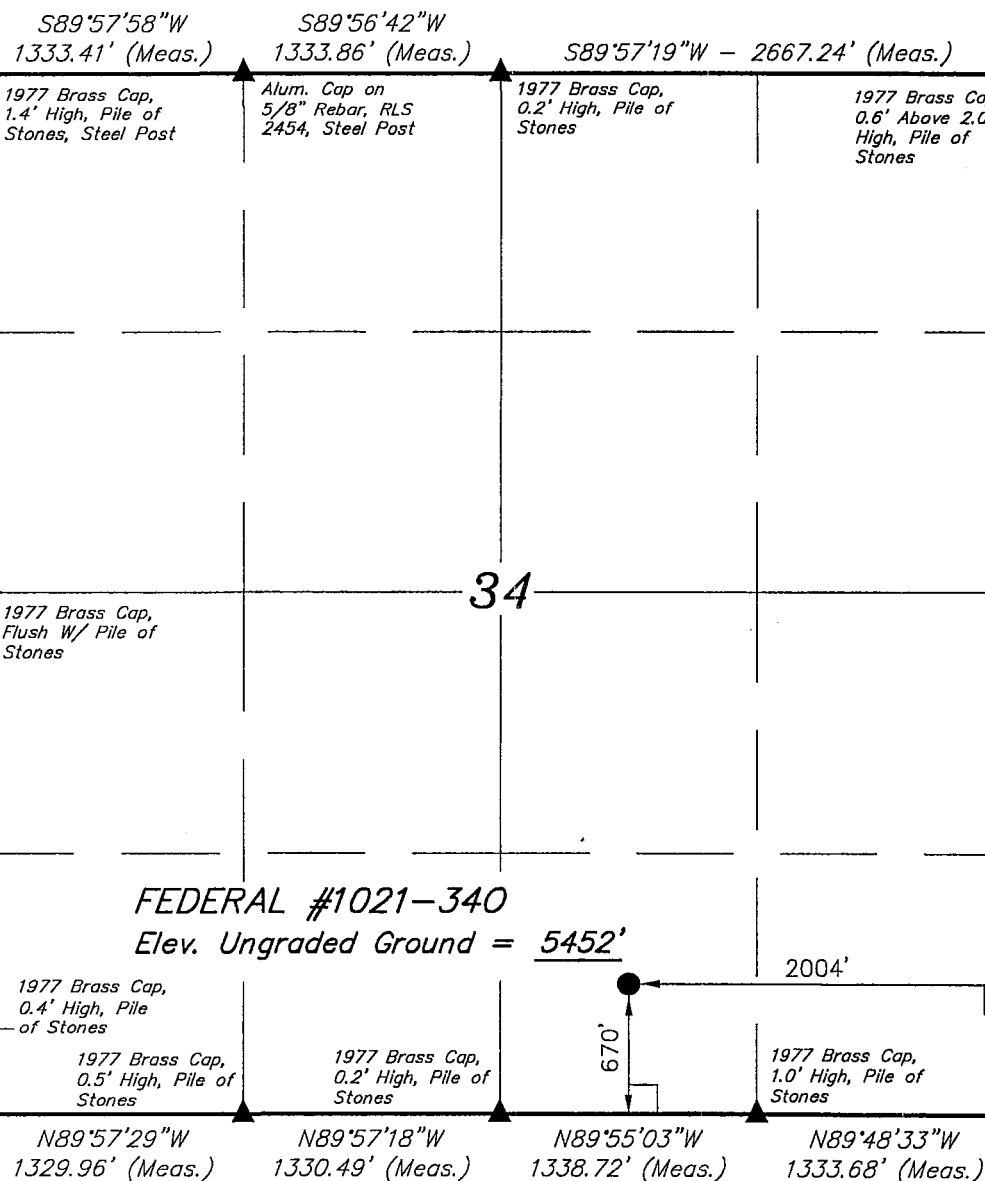 S89°57'58"W
1333.41' (Meas.)
S89°56'42"W
1333.86' (Meas.)
S89°57'19"W – 2667.24' (Meas.)
1977 Brass Cap,
1.4' High, Pile of
Stones, Steel Post
Alum. Cap on
5/8" Rebar, RLS
2454, Steel Post
1977 Brass Cap,
0.2' High, Pile of
Stones
1977 Brass Ca
0.6' Above 2.0
High, Pile of
Stones
34
1977 Brass Cap,
Flush W/ Pile of
Stones
FEDERAL #1021–34O
Elev. Ungraded Ground = 5452'
2004'
670'
1977 Brass Cap,
0.4' High, Pile
of Stones
1977 Brass Cap,
0.5' High, Pile of
Stones
1977 Brass Cap,
0.2' High, Pile of
Stones
1977 Brass Cap,
1.0' High, Pile of
Stones
N89°57'29"W
1329.96' (Meas.)
N89°57'18"W
1330.49' (Meas.)
N89°55'03"W
1338.72' (Meas.)
N89°48'33"W
1333.68' (Meas.)